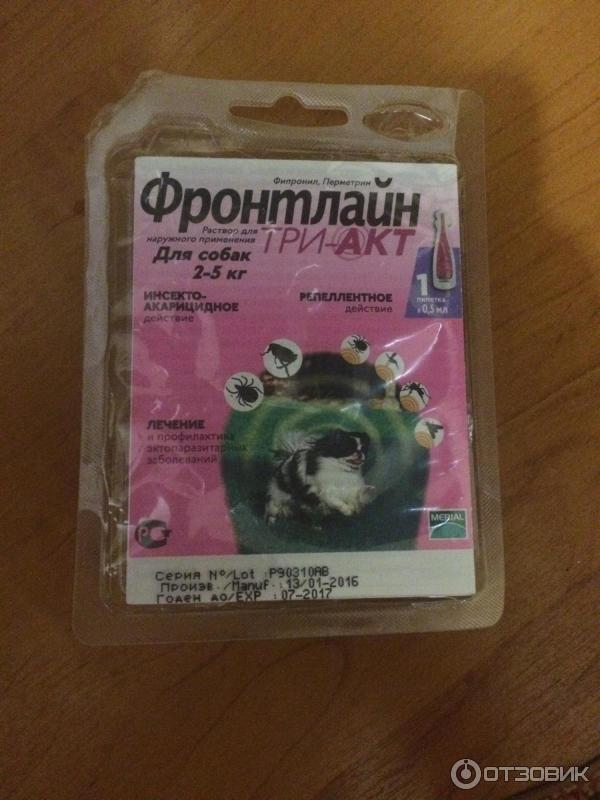 Фипронил, Перметрин
Фронтлайн
ТРИ-АКТ
Раствор для
наружного применения
Для собак
2-5 кг
1
пипетка
x 0,5 мл
ИНСЕКТО-
АКАРИЦИДНОЕ
действие
РЕПЕЛЛЕНТНОЕ
действие
ЛЕЧЕНИЕ
и профилактика
эктопаразитарных
заболеваний
РСТ
MERIAL
Серия №/Lot :P90310AB
Произв./Manuf.:13/01-2016
Годен до/EXP :07-2017
ОТЗОВИК